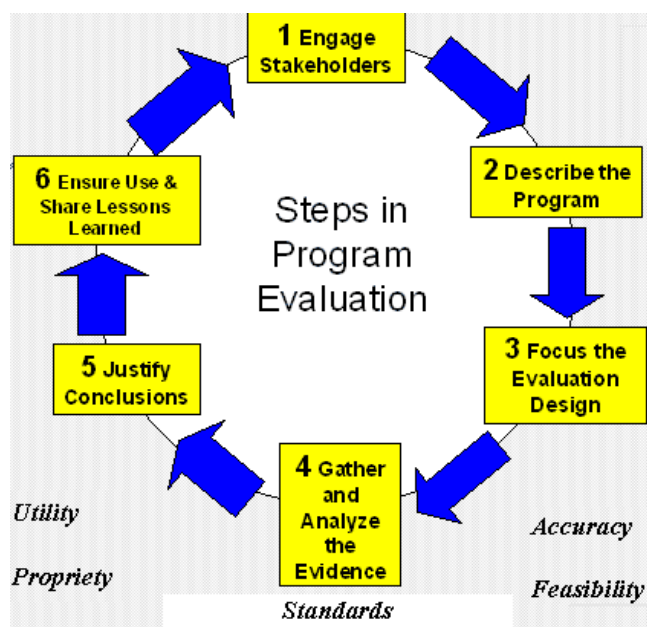 1 Engage
Stakeholders
2 Describe the
Program
3 Focus the
Evaluation
Design
4 Gather
and
Analyze
the
Evidence
5 Justify
Conclusions
6 Ensure Use &
Share Lessons
Learned
Steps in
Program
Evaluation
Utility
Propriety
Standards
Accuracy
Feasibility